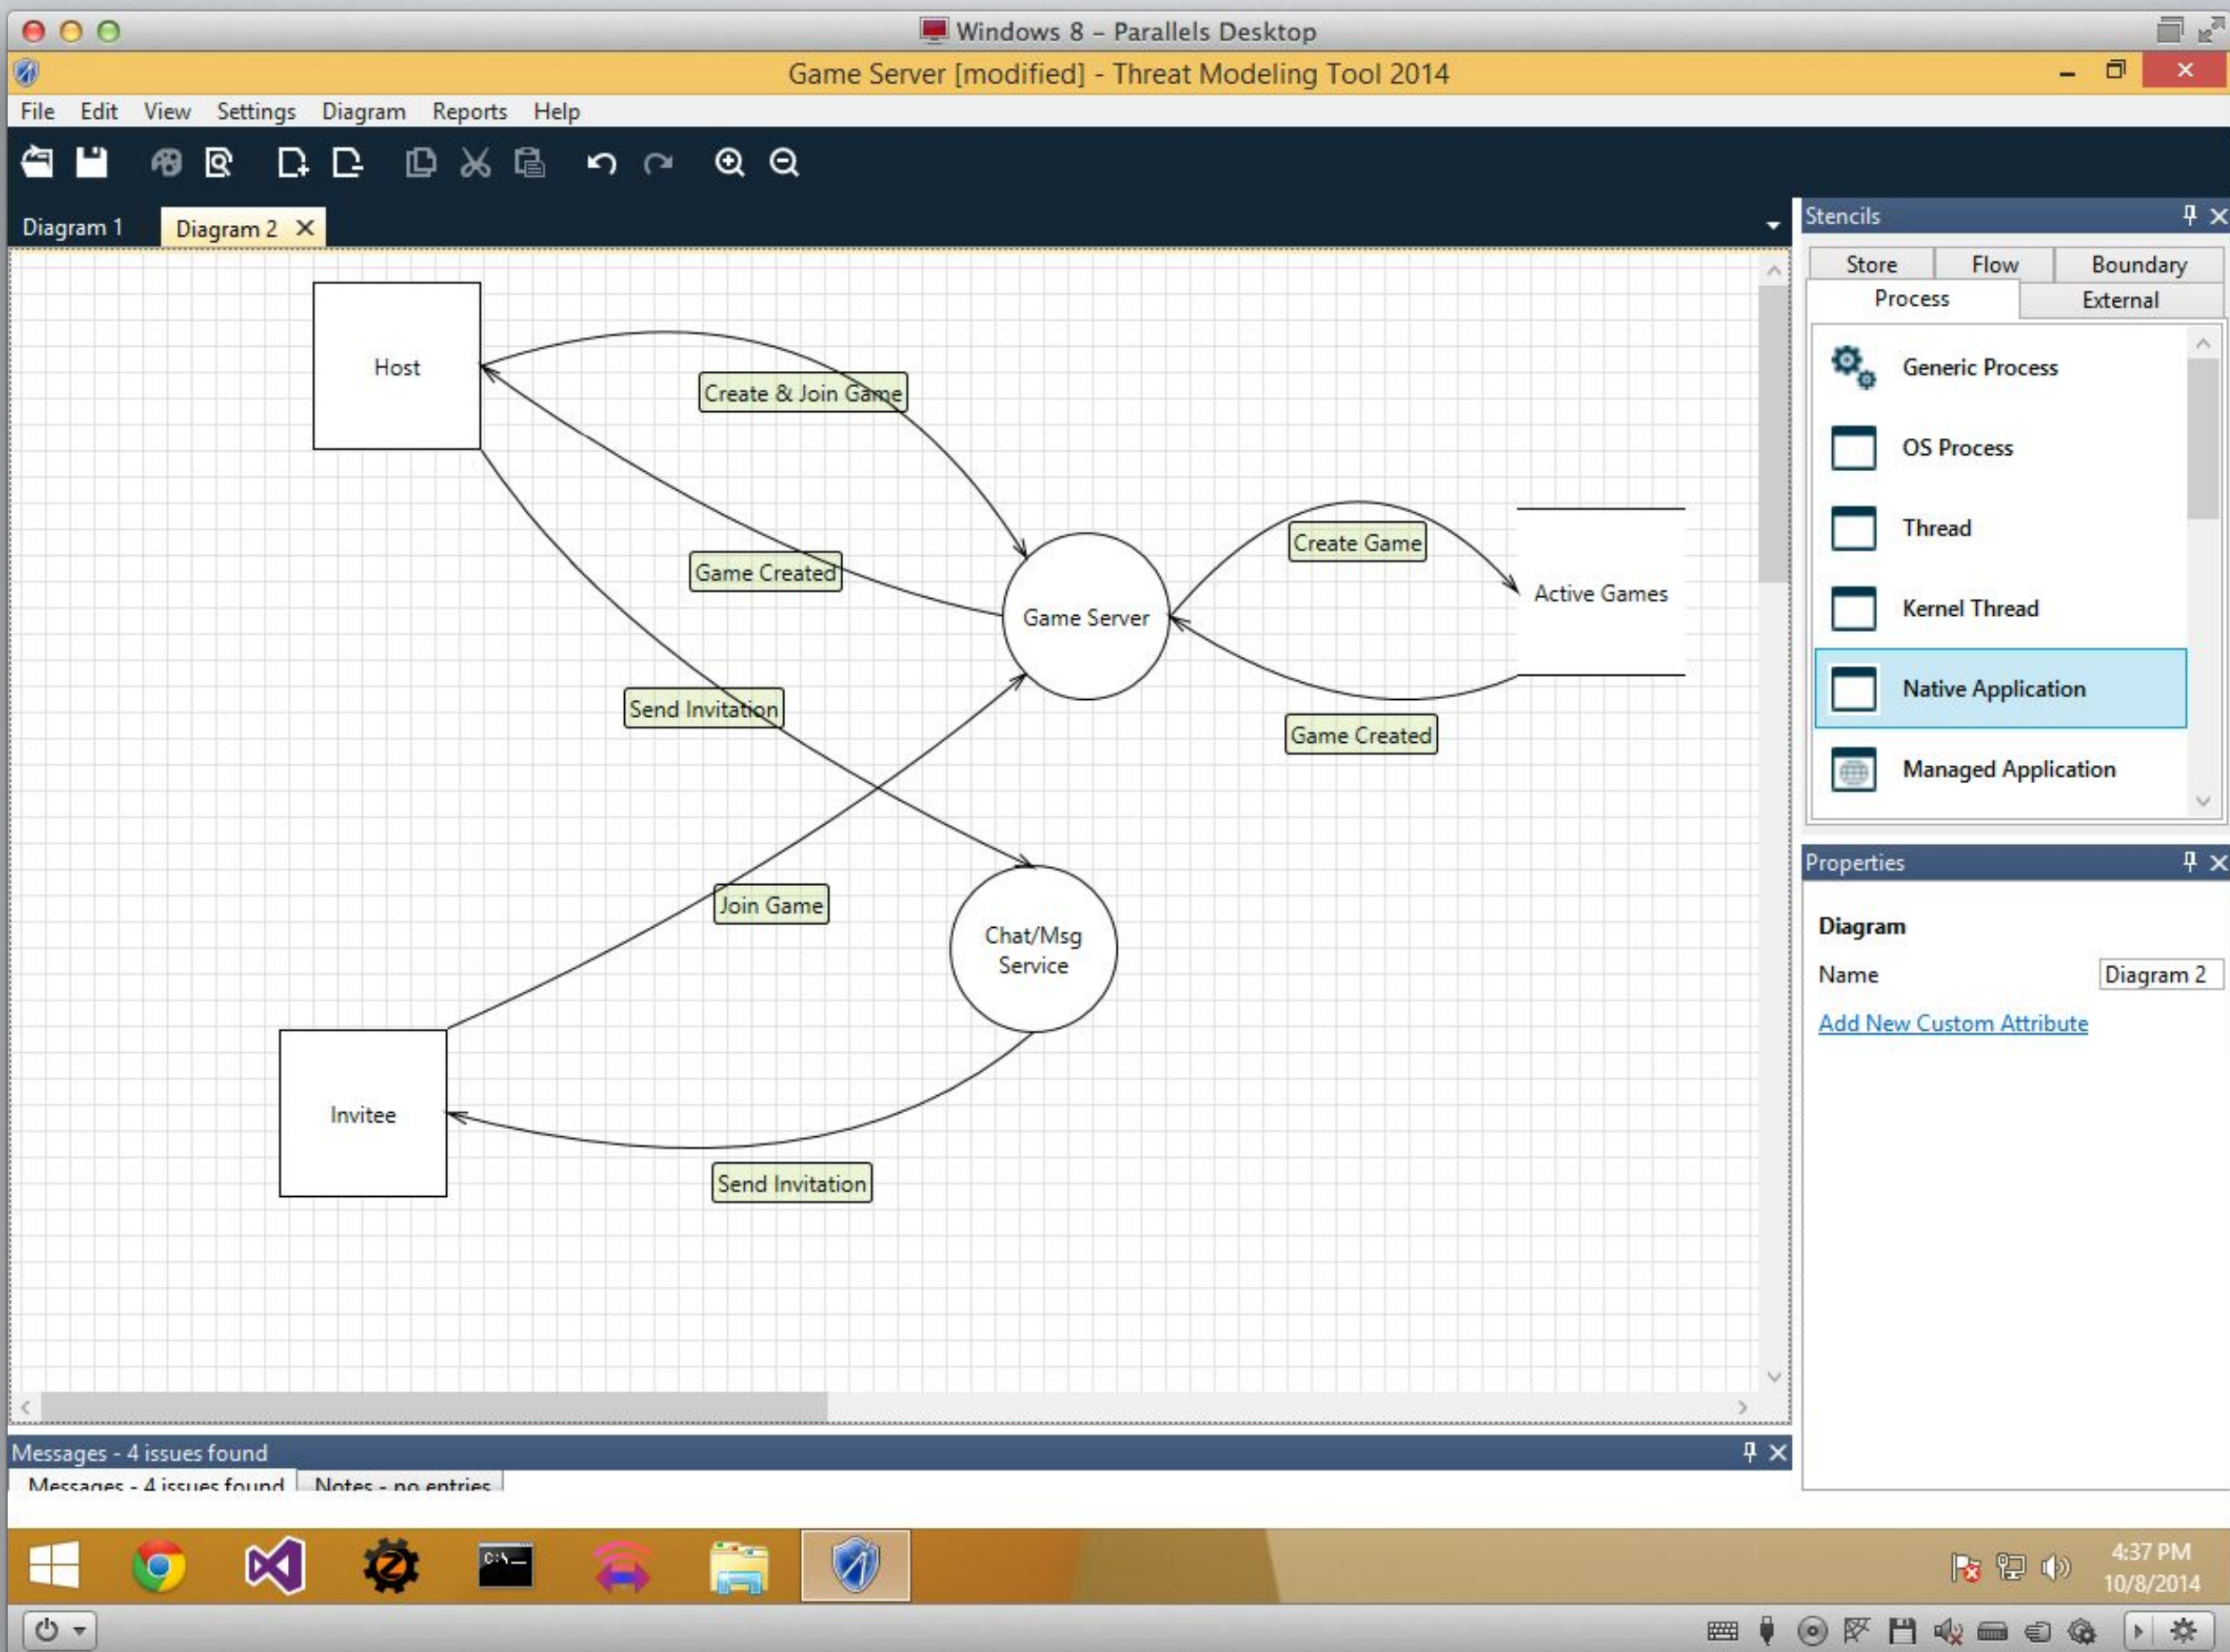 Windows 8 – Parallels Desktop
Game Server [modified] - Threat Modeling Tool 2014
File Edit View Settings Diagram Reports Help
Diagram 1 Diagram 2
Host
Create & Join Game
Game Created
Create Game
Active Games
Game Server
Send Invitation
Game Created
Join Game
Chat/Msg
Service
Invitee
Send Invitation
Stencils
Store Flow Boundary
Process External
Generic Process
OS Process
Thread
Kernel Thread
Native Application
Managed Application
Properties
Diagram
Name Diagram 2
Add New Custom Attribute
Messages - 4 issues found
Messages - 4 issues found Notes - no entries
C:\_
4:37 PM
10/8/2014